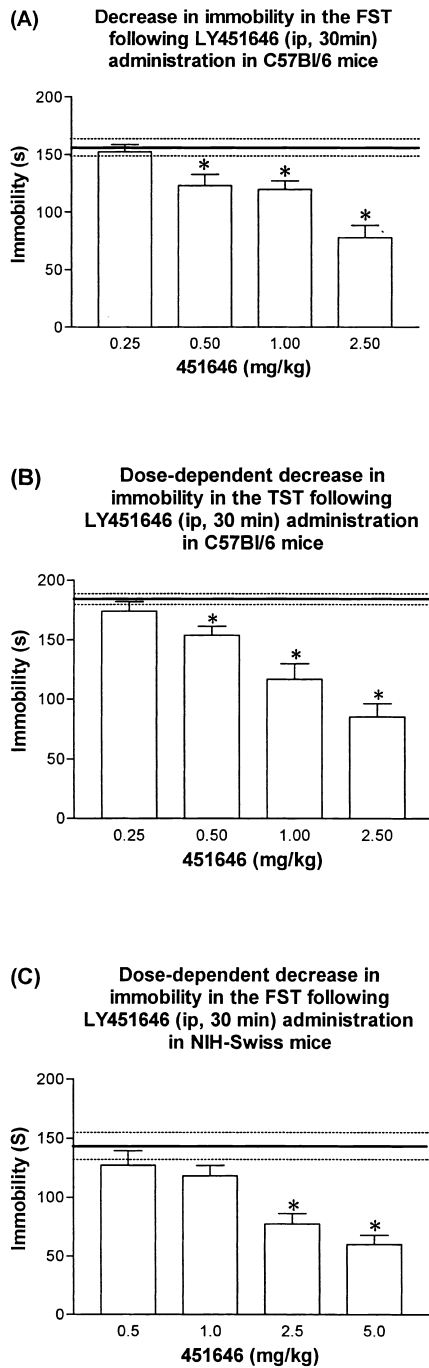 (A)
Decrease in immobility in the FST
following LY451646 (ip, 30min)
administration in C57Bl/6 mice
200
150
100
50
0
Immobility (s)
*
*
*
0.25 0.50 1.00 2.50
451646 (mg/kg)
(B)
Dose-dependent decrease in
immobility in the TST following
LY451646 (ip, 30 min) administration
in C57Bl/6 mice
200
150
100
50
0
Immobility (s)
*
*
*
0.25 0.50 1.00 2.50
451646 (mg/kg)
(C)
Dose-dependent decrease in
immobility in the FST following
LY451646 (ip, 30 min) administration
in NIH-Swiss mice
200
150
100
50
0
Immobility (S)
*
*
0.5 1.0 2.5 5.0
451646 (mg/kg)